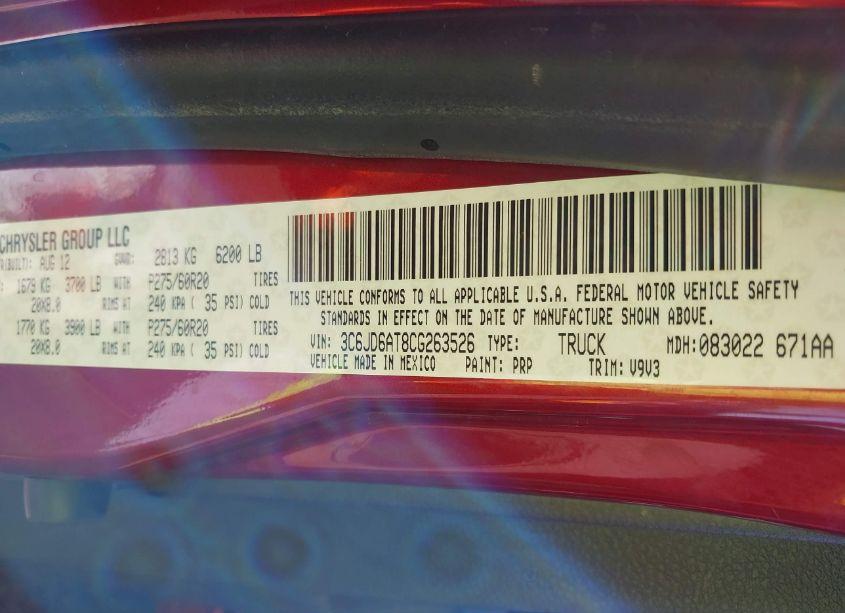 CHRYSLER GROUP LLC
(BUILT): AUG 12 GVWR: 2813 KG 6200 LB
1679 KG 3700 LB WITH P275/60R20 TIRES
20X8.0 RIMS AT 240 KPA ( 35 PSI) COLD
1770 KG 3900 LB WITH P275/60R20 TIRES
20X8.0 RIMS AT 240 KPA ( 35 PSI) COLD
THIS VEHICLE CONFORMS TO ALL APPLICABLE U.S.A. FEDERAL MOTOR VEHICLE SAFETY
STANDARDS IN EFFECT ON THE DATE OF MANUFACTURE SHOWN ABOVE.
VIN: 3C6JD6AT8CG263526 TYPE: TRUCK MDH: 083022 671AA
VEHICLE MADE IN MEXICO PAINT: PRP TRIM: V9V3